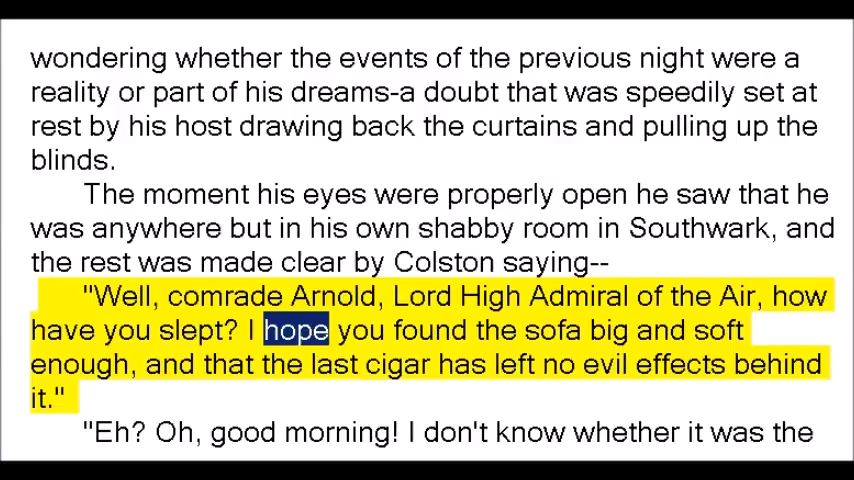 wondering whether the events of the previous night were a
reality or part of his dreams-a doubt that was speedily set at
rest by his host drawing back the curtains and pulling up the
blinds.
The moment his eyes were properly open he saw that he
was anywhere but in his own shabby room in Southwark, and
the rest was made clear by Colston saying--
"Well, comrade Arnold, Lord High Admiral of the Air, how
have you slept? I hope you found the sofa big and soft
enough, and that the last cigar has left no evil effects behind
it."
"Eh? Oh, good morning! I don't know whether it was the